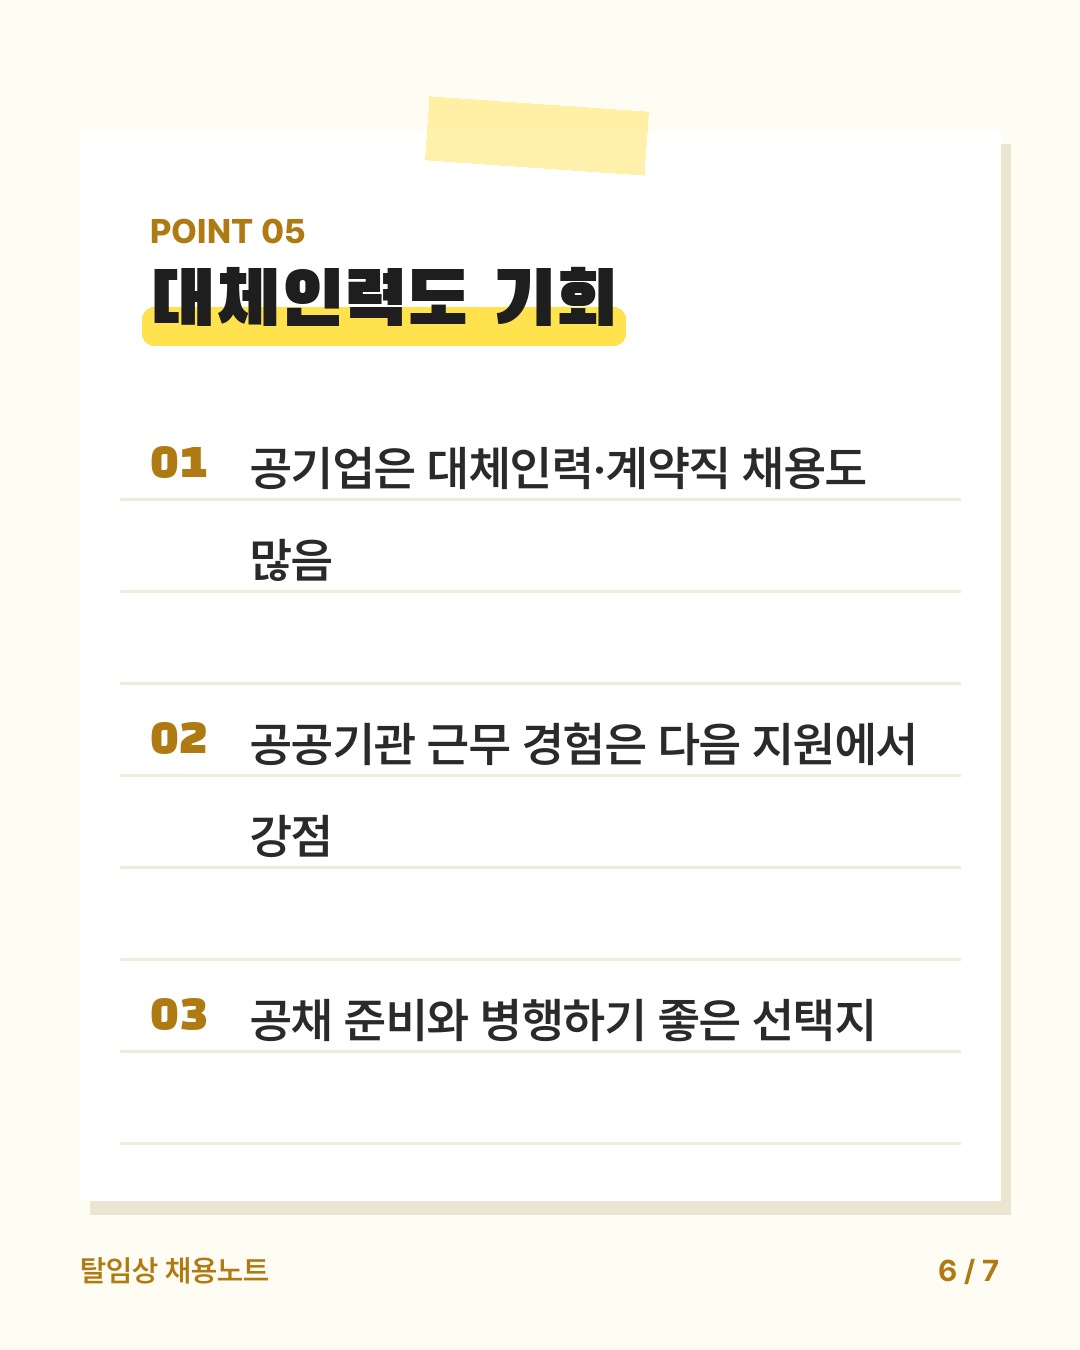 POINT 05
대체인력도 기회
01 공기업은 대체인력·계약직 채용도
많음
02 공공기관 근무 경험은 다음 지원에서
강점
03 공채 준비와 병행하기 좋은 선택지
탈임상 채용노트
6 / 7